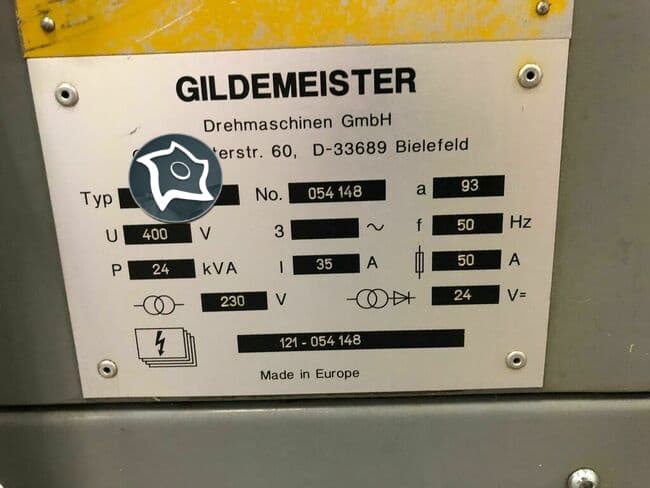 GILDEMEISTER
Drehmaschinen GmbH
60, D-33689 Bielefeld
Typ No. 054 148 a 93
U 400 V 3 ~ f 50 Hz
P 24 kVA I 35 A 50 A
230 V 24 V=
121 - 054 148
Made in Europe